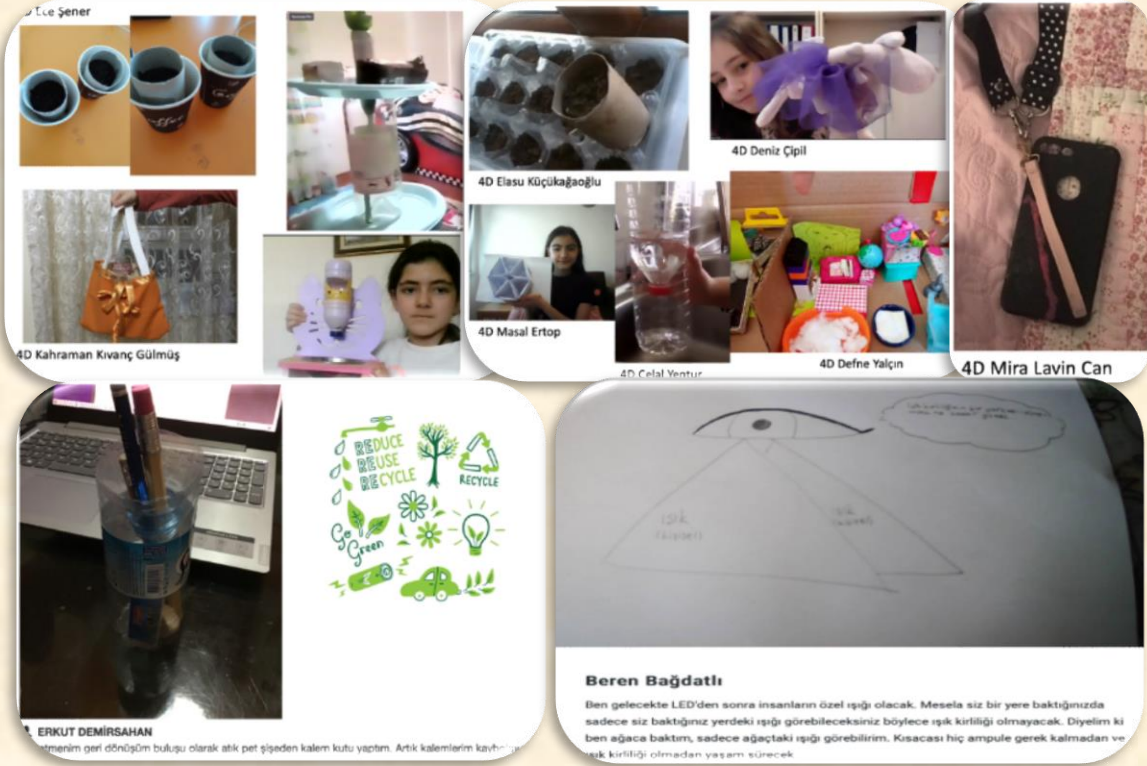 Ece Şener
4D Kahraman Kıvanç Gülmüş
4D Elasu Küçükağaoğlu
4D Deniz Çipil
4D Masal Ertop
4D Celal Yentur
4D Defne Yalçın
4D Mira Lavin Can
REDUCE
REUSE
RECYCLE
RECYCLE
Go
Green
ERKUT DEMİRSAHAN
etmenim geri dönüşüm buluşu olarak atık pet şişeden kalem kutu yaptım. Artık kalemlerim
ışık
ışık
Beren Bağdatlı
Ben gelecekte LED'den sonra insanların özel ışığı olacak. Mesela siz bir yere baktığınızda
sadece siz baktığınız yerdeki ışığı görebileceksiniz böylece ışık kirliliği olmayacak. Diyelim ki
ben ağaca baktım, sadece ağaçtaki ışığı görebilirim. Kısacası hiç ampule gerek kalmadan ve
ışık kirliliği olmadan yaşam sürecek